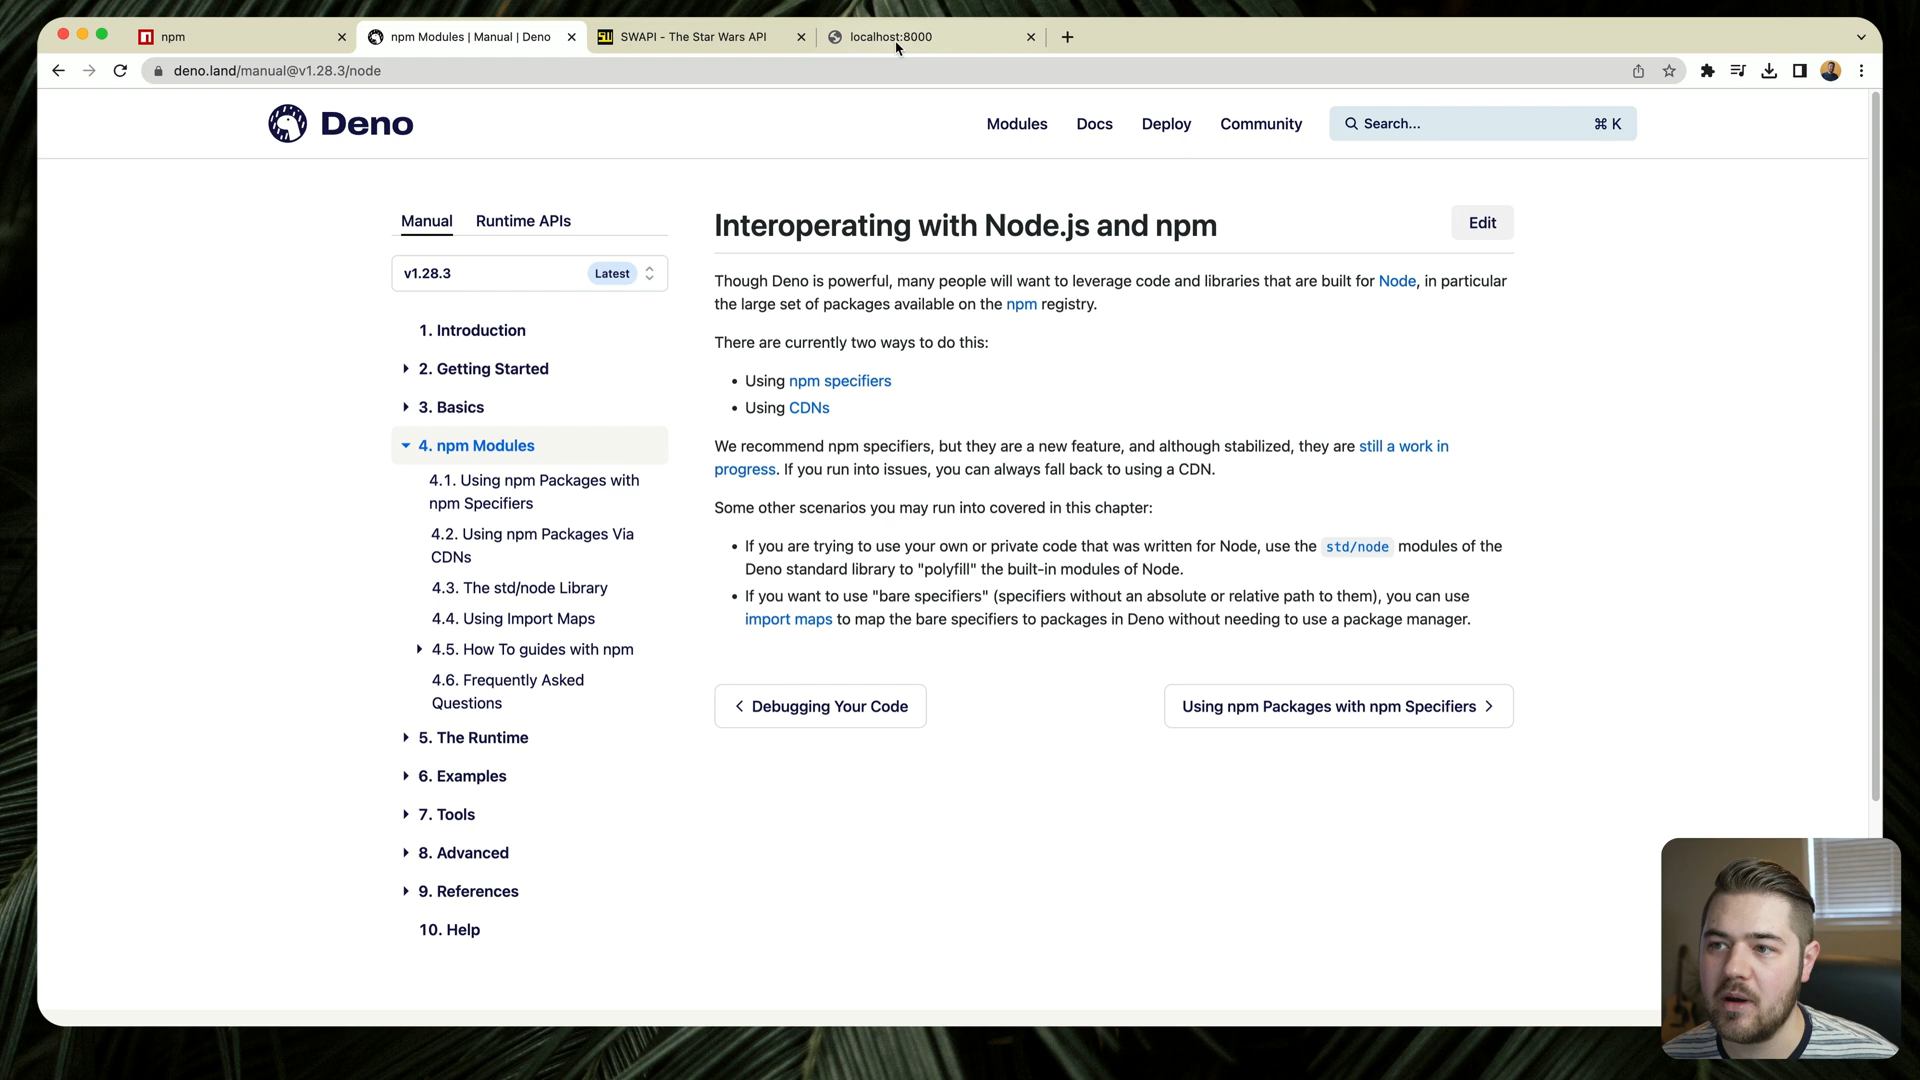 npm
npm Modules | Manual | Deno
SWAPI - The Star Wars API
localhost:8000
deno.land/manual@v1.28.3/node
Deno
Modules
Docs
Deploy
Community
Search...
⌘ K
Manual
Runtime APIs
v1.28.3
Latest
1. Introduction
2. Getting Started
3. Basics
4. npm Modules
4.1. Using npm Packages with
npm Specifiers
4.2. Using npm Packages Via
CDNs
4.3. The std/node Library
4.4. Using Import Maps
4.5. How To guides with npm
4.6. Frequently Asked
Questions
5. The Runtime
6. Examples
7. Tools
8. Advanced
9. References
10. Help
Interoperating with Node.js and npm
Edit
Though Deno is powerful, many people will want to leverage code and libraries that are built for Node, in particular
the large set of packages available on the npm registry.
There are currently two ways to do this:
• Using npm specifiers
• Using CDNs
We recommend npm specifiers, but they are a new feature, and although stabilized, they are still a work in
progress. If you run into issues, you can always fall back to using a CDN.
Some other scenarios you may run into covered in this chapter:
• If you are trying to use your own or private code that was written for Node, use the std/node modules of the
Deno standard library to "polyfill" the built-in modules of Node.
• If you want to use "bare specifiers" (specifiers without an absolute or relative path to them), you can use
import maps to map the bare specifiers to packages in Deno without needing to use a package manager.
Debugging Your Code
Using npm Packages with npm Specifiers